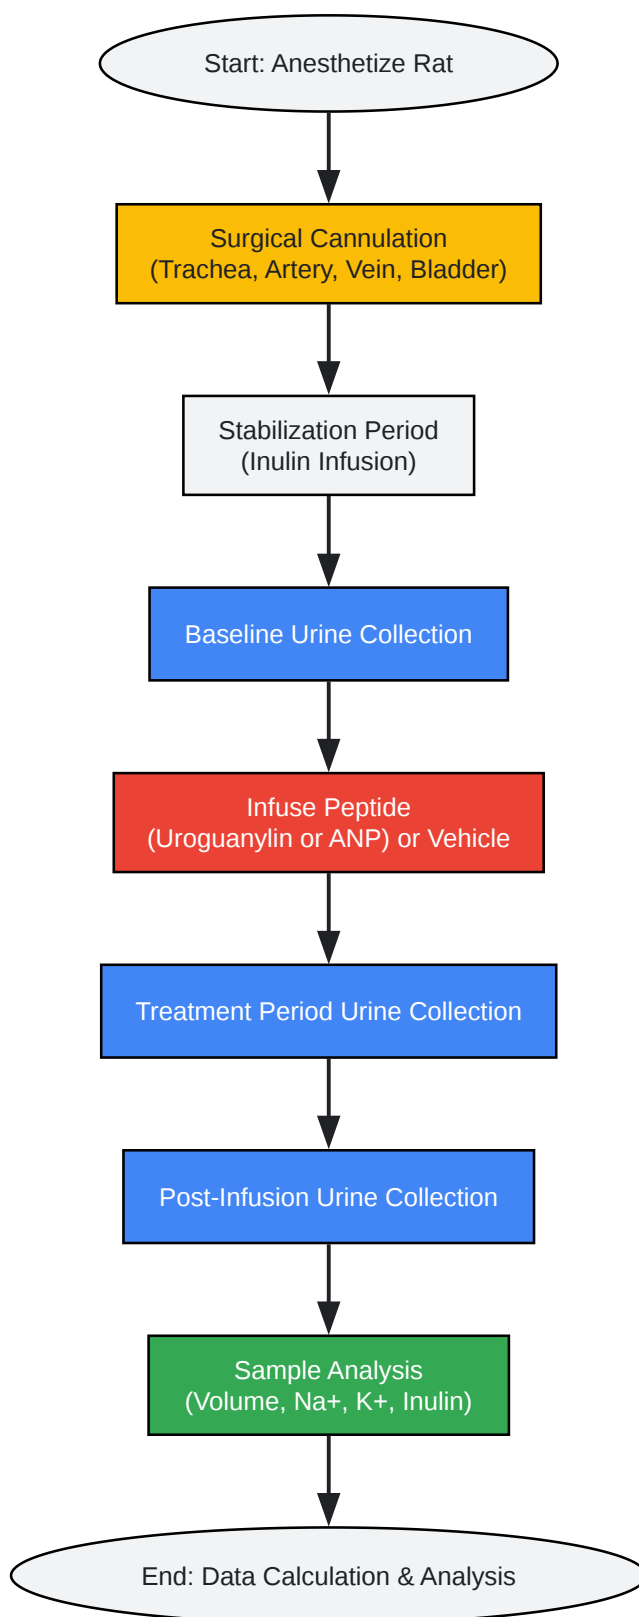 Start: Anesthetize Rat
Surgical Cannulation
(Trachea, Artery, Vein, Bladder)
Stabilization Period
(Inulin Infusion)
Baseline Urine Collection
Infuse Peptide
(Uroguanylin or ANP) or Vehicle
Treatment Period Urine Collection
Post-Infusion Urine Collection
Sample Analysis
(Volume, Na+, K+, Inulin)
End: Data Calculation & Analysis